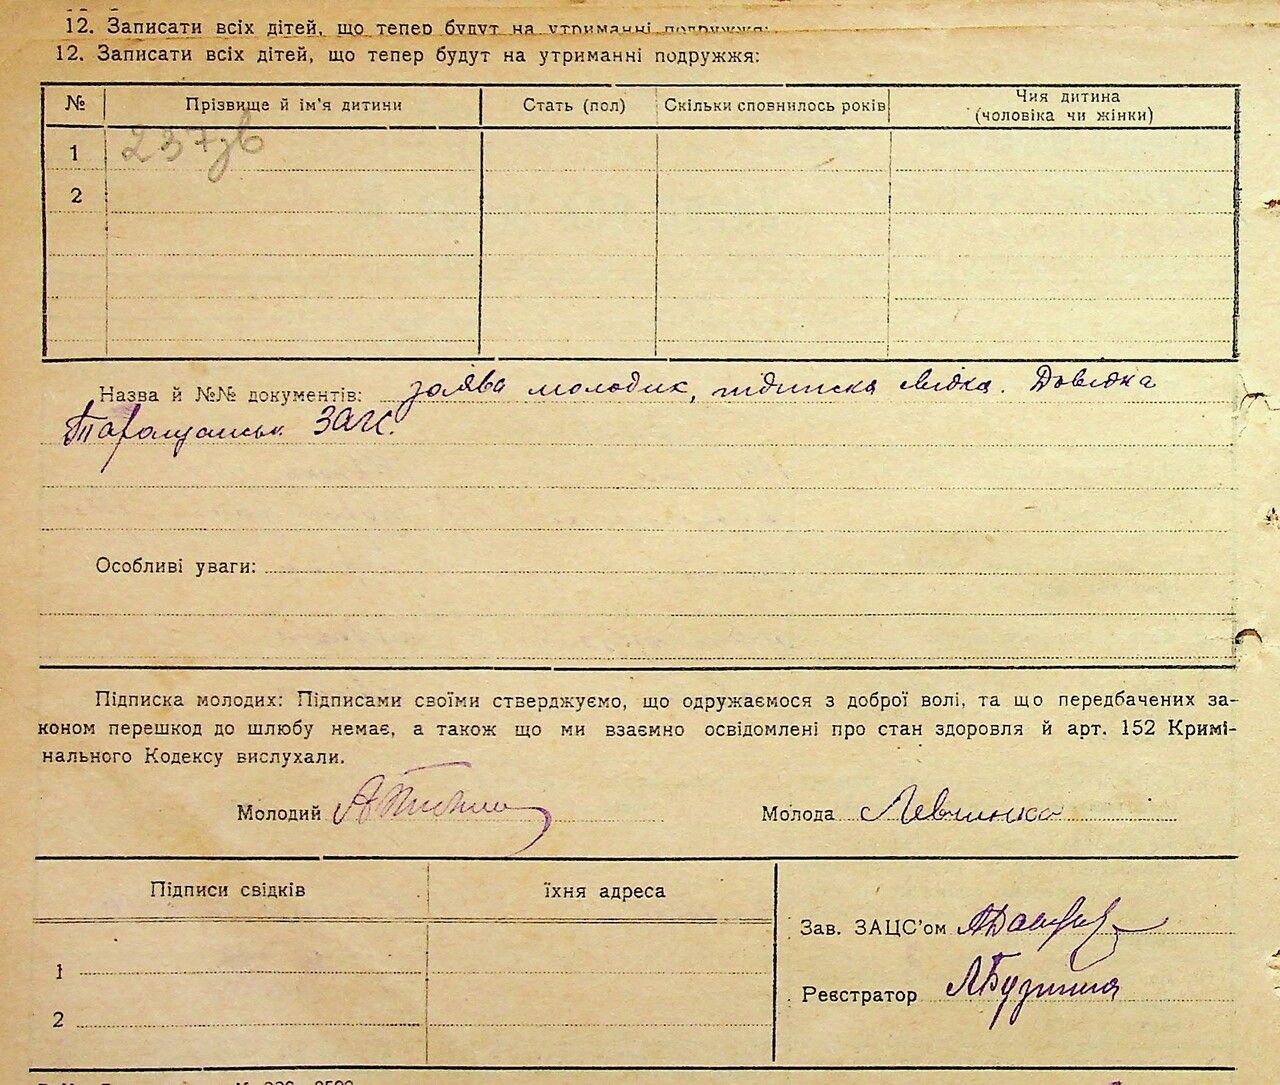 12. Записати всіх дітей, що тепер будут на утриманні подружжя:
12. Записати всіх дітей, що тепер будут на утриманні подружжя:
№ Прізвище й ім'я дитини Стать (пол) Скільки сповнилось років Чия дитина (чоловіка чи жінки)
1 237зв
2
Назва й №№ документів: заява молодих, підписка свідка. Довідка
Таращанськ. ЗАГС.
Особливі уваги:
Підписка молодих: Підписами своїми стверджуємо, що одружаємося з доброї волі, та що передбачених за-
коном перешкод до шлюбу немає, а також що ми взаємно освідомлені про стан здоровля й арт. 152 Кримі-
нального Кодексу вислухали.
Молодий Молода Левчинка
Підписи свідків їхня адреса
Зав. ЗАЦС'ом
1
Реєстратор
2